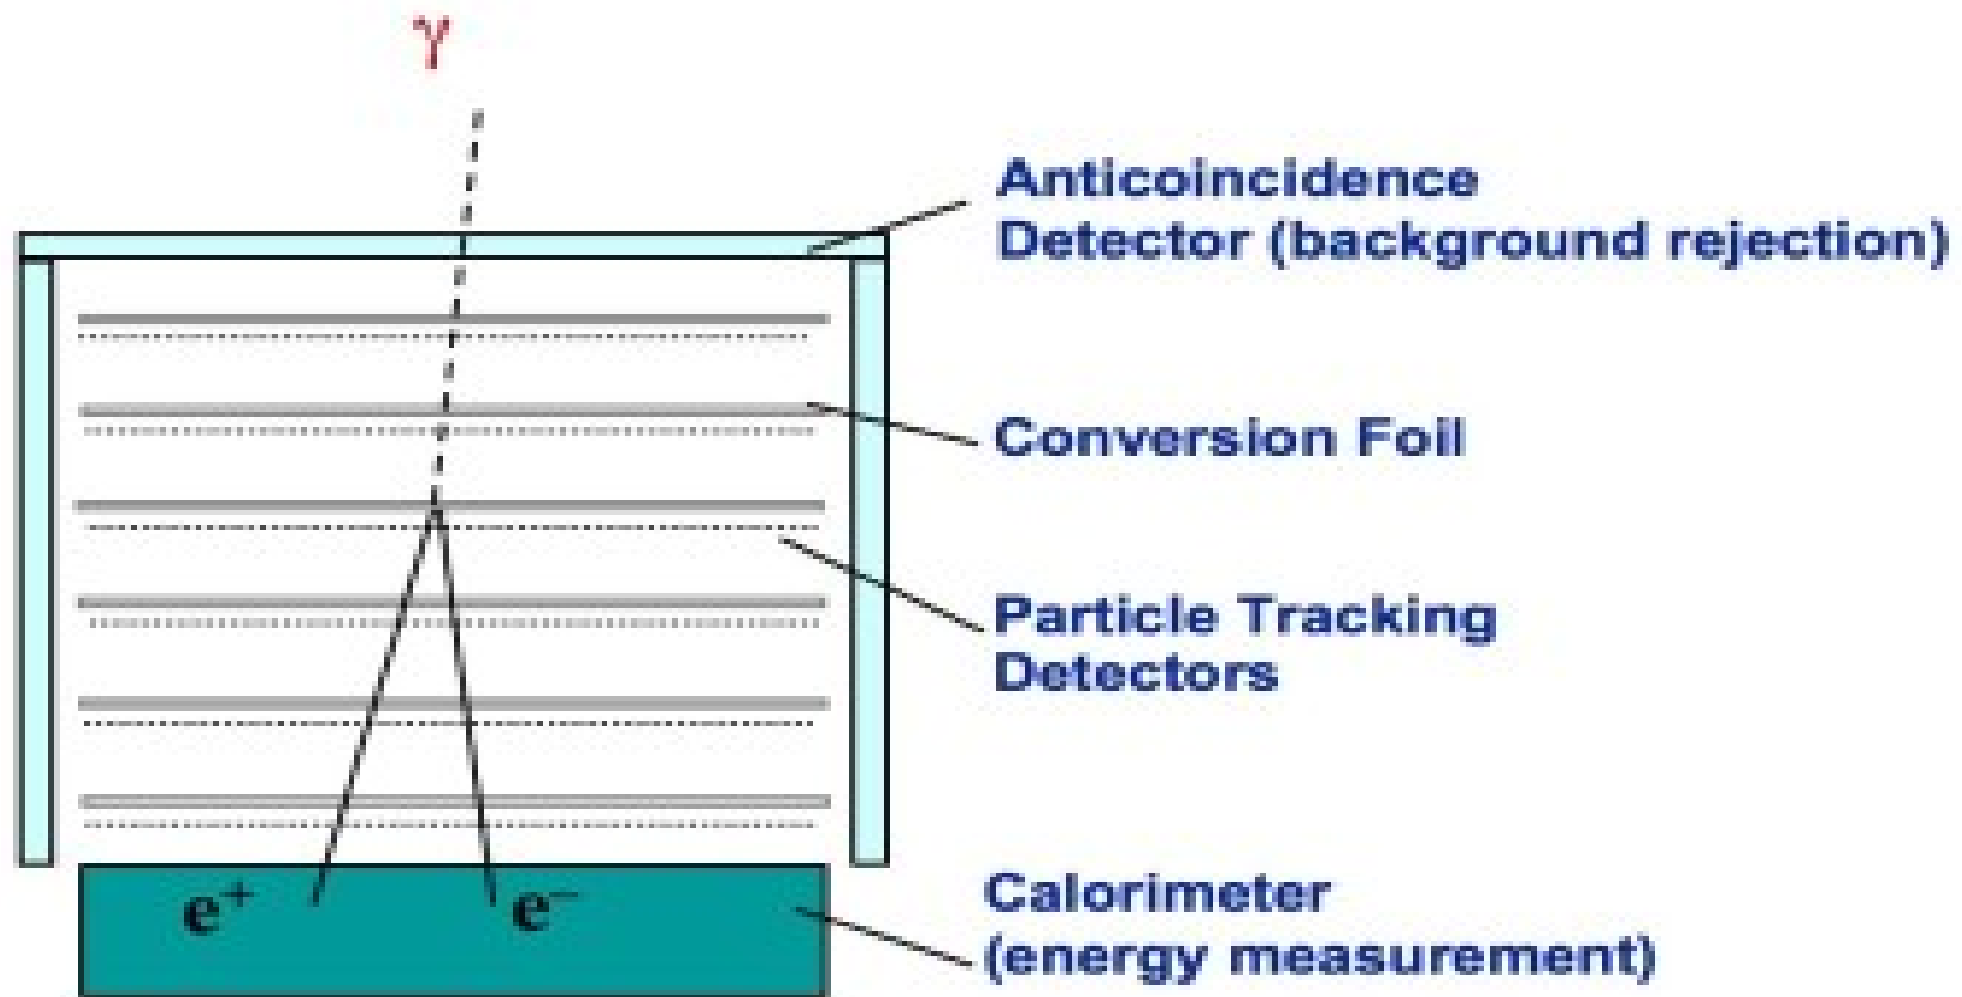 γ
Anticoincidence
Detector (background rejection)
Conversion Foil
Particle Tracking
Detectors
Calorimeter
(energy measurement)
e⁺
e⁻